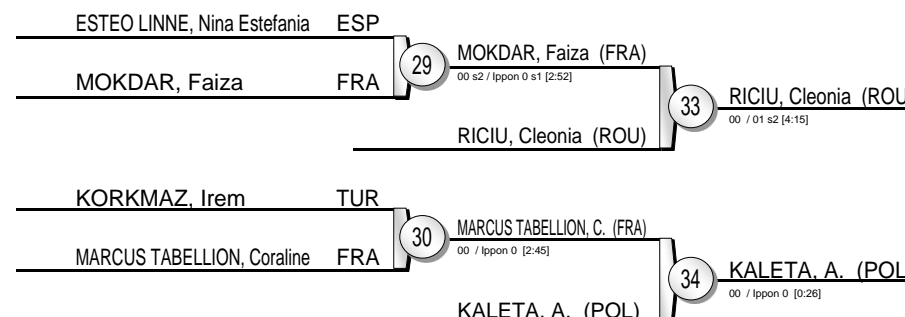 ESTEO LINNE, Nina Estefania ESP
MOKDAR, Faiza FRA
29
MOKDAR, Faiza (FRA)
00 s2 / Ippon 0 s1 [2:52]
RICIU, Cleonia (ROU)
33
RICIU, Cleonia (ROU
00 / 01 s2 [4:15]
KORKMAZ, Irem TUR
MARCUS TABELLION, Coraline FRA
30
MARCUS TABELLION, C. (FRA)
00 / Ippon 0 [2:45]
KALETA, A. (POL)
34
KALETA, A. (POL
00 / Ippon 0 [0:26]